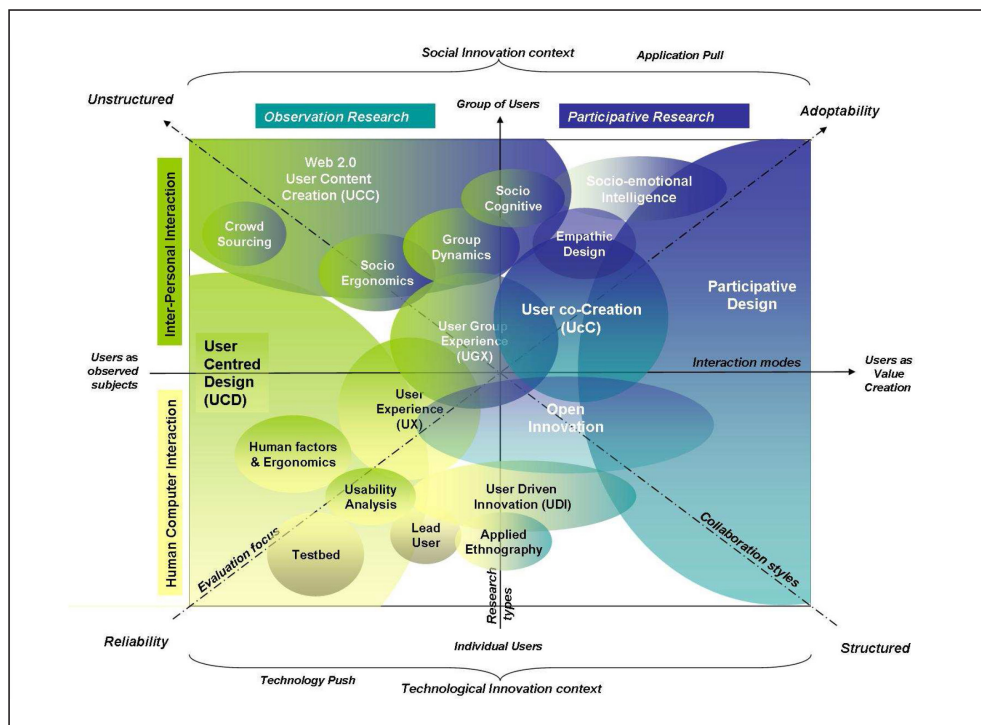 Social Innovation context
Application Pull
Unstructured
Group of Users
Adoptability
Observation Research
Participative Research
Web 2.0
User Content
Creation (UCC)
Socio
Cognitive
Socio-emotional
Intelligence
Crowd
Sourcing
Group
Dynamics
Empathic
Design
Socio
Ergonomics
Inter-Personal Interaction
Participative
Design
User co-Creation
(UcC)
User Group
Experience
(UGX)
User
Centred
Design
(UCD)
Users as
observed
subjects
Interaction modes
Users as
Value
Creation
User
Experience
(UX)
Open
Innovation
Human factors
& Ergonomics
Usability
Analysis
User Driven
Innovation (UDI)
Human Computer Interaction
Lead
User
Applied
Ethnography
Testbed
Evaluation focus
Collaboration styles
Research
types
Reliability
Individual Users
Structured
Technology Push
Technological Innovation context